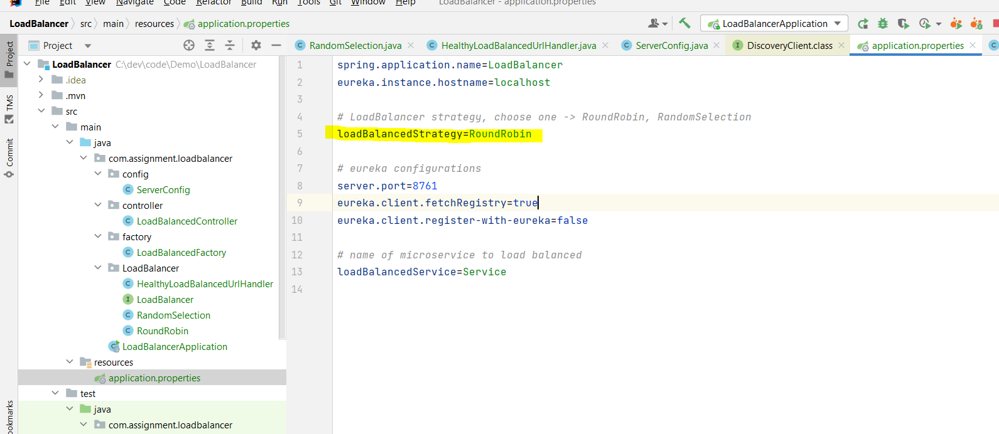 File Edit View Navigate Code Refactor Build Run Tools Git Window Help LoadBalancer - application.properties
LoadBalancer src main resources application.properties LoadBalancerApplication
Project
RandomSelection.java HealthyLoadBalancedUrlHandler.java ServerConfig.java DiscoveryClient.class application.properties
Project
TMS
Commit
LoadBalancer C:\dev\code\Demo\LoadBalancer
.idea
.mvn
src
main
java
com.assignment.loadbalancer
config
ServerConfig
controller
LoadBalancedController
factory
LoadBalancedFactory
LoadBalancer
HealthyLoadBalancedUrlHandler
LoadBalancer
RandomSelection
RoundRobin
LoadBalancerApplication
resources
application.properties
test
java
com.assignment.loadbalancer
1 spring.application.name=LoadBalancer
2 eureka.instance.hostname=localhost
3
4 # LoadBalancer strategy, choose one -> RoundRobin, RandomSelection
5 loadBalancedStrategy=RoundRobin
6
7 # eureka configurations
8 server.port=8761
9 eureka.client.fetchRegistry=true
10 eureka.client.register-with-eureka=false
11
12 # name of microservice to load balanced
13 loadBalancedService=Service
14